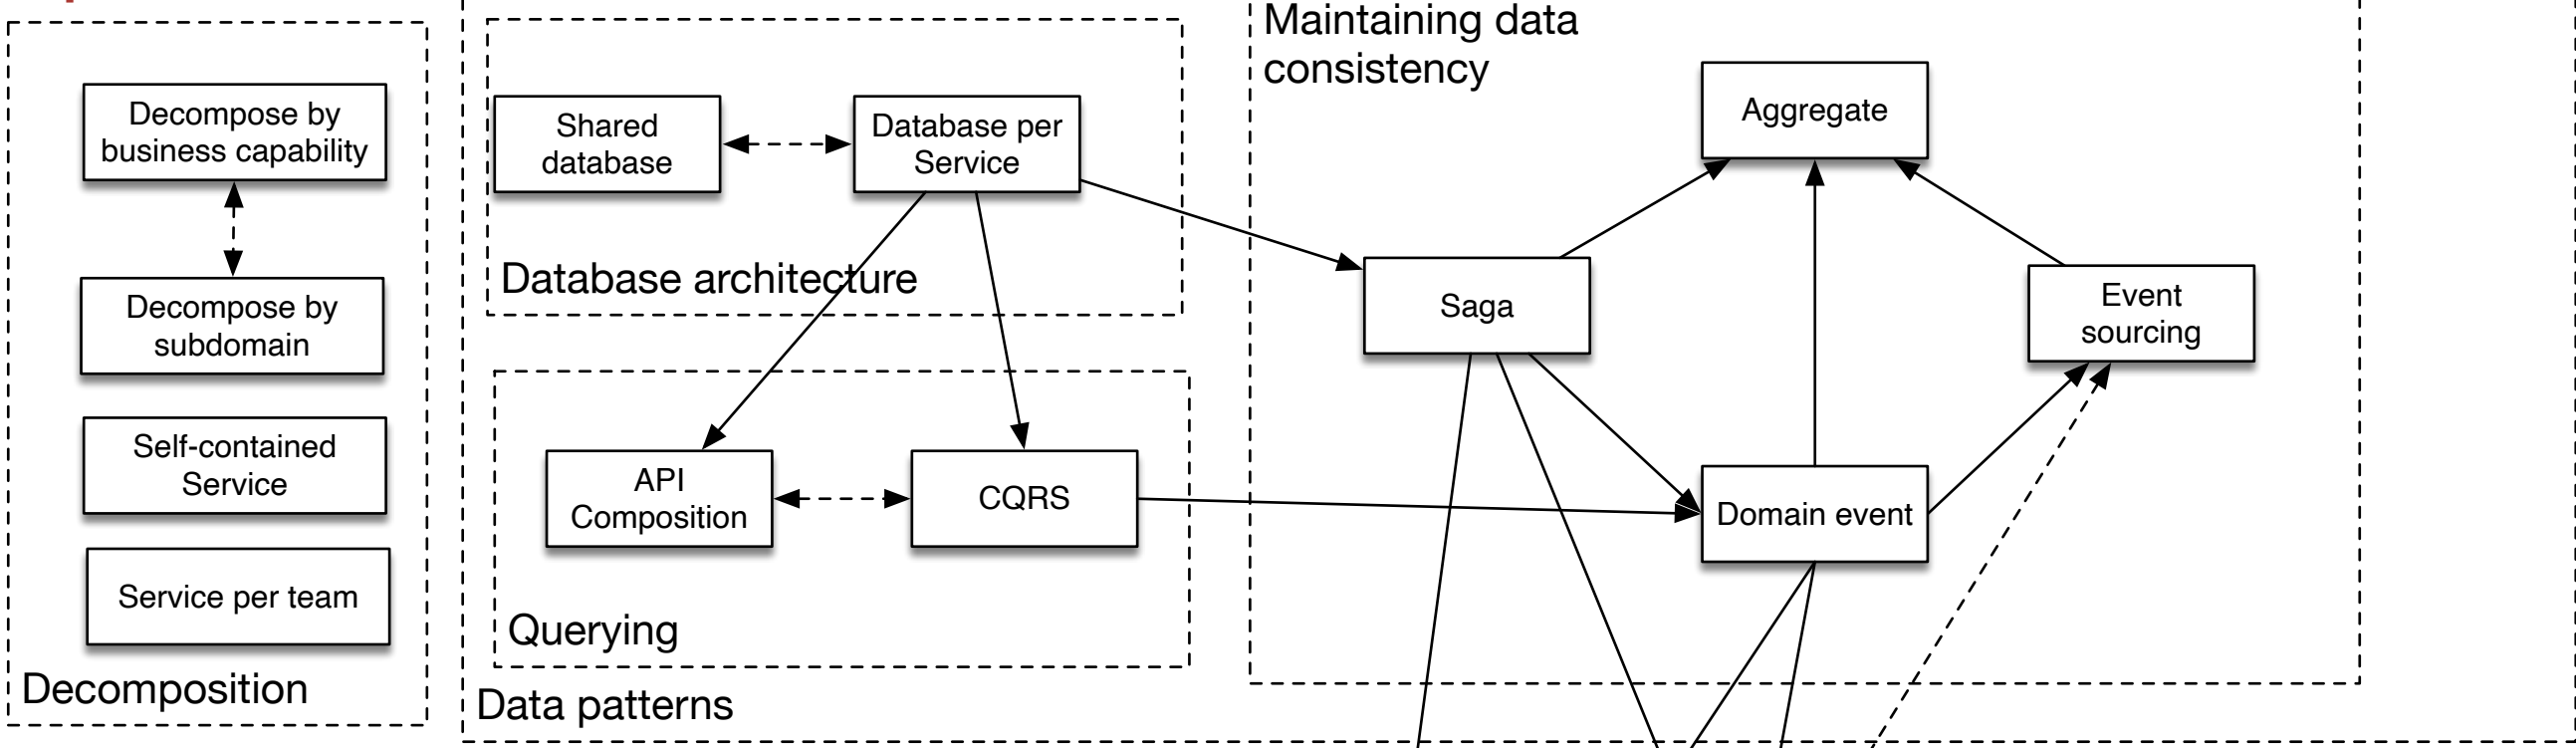 Decompose by
business capability
Decompose by
subdomain
Self-contained
Service
Service per team
Decomposition
Shared
database
Database per
Service
Database architecture
API
Composition
CQRS
Querying
Data patterns
Maintaining data
consistency
Aggregate
Saga
Event
sourcing
Domain event